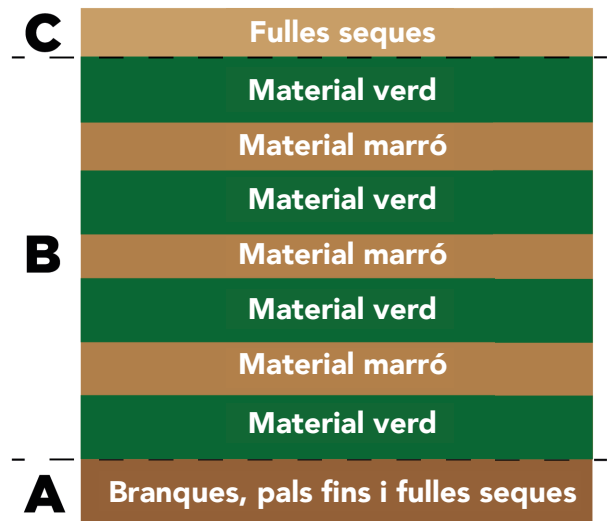 C
Fulles seques
Material verd
Material marró
Material verd
B
Material marró
Material verd
Material marró
Material verd
A
Branques, pals fins i fulles seques